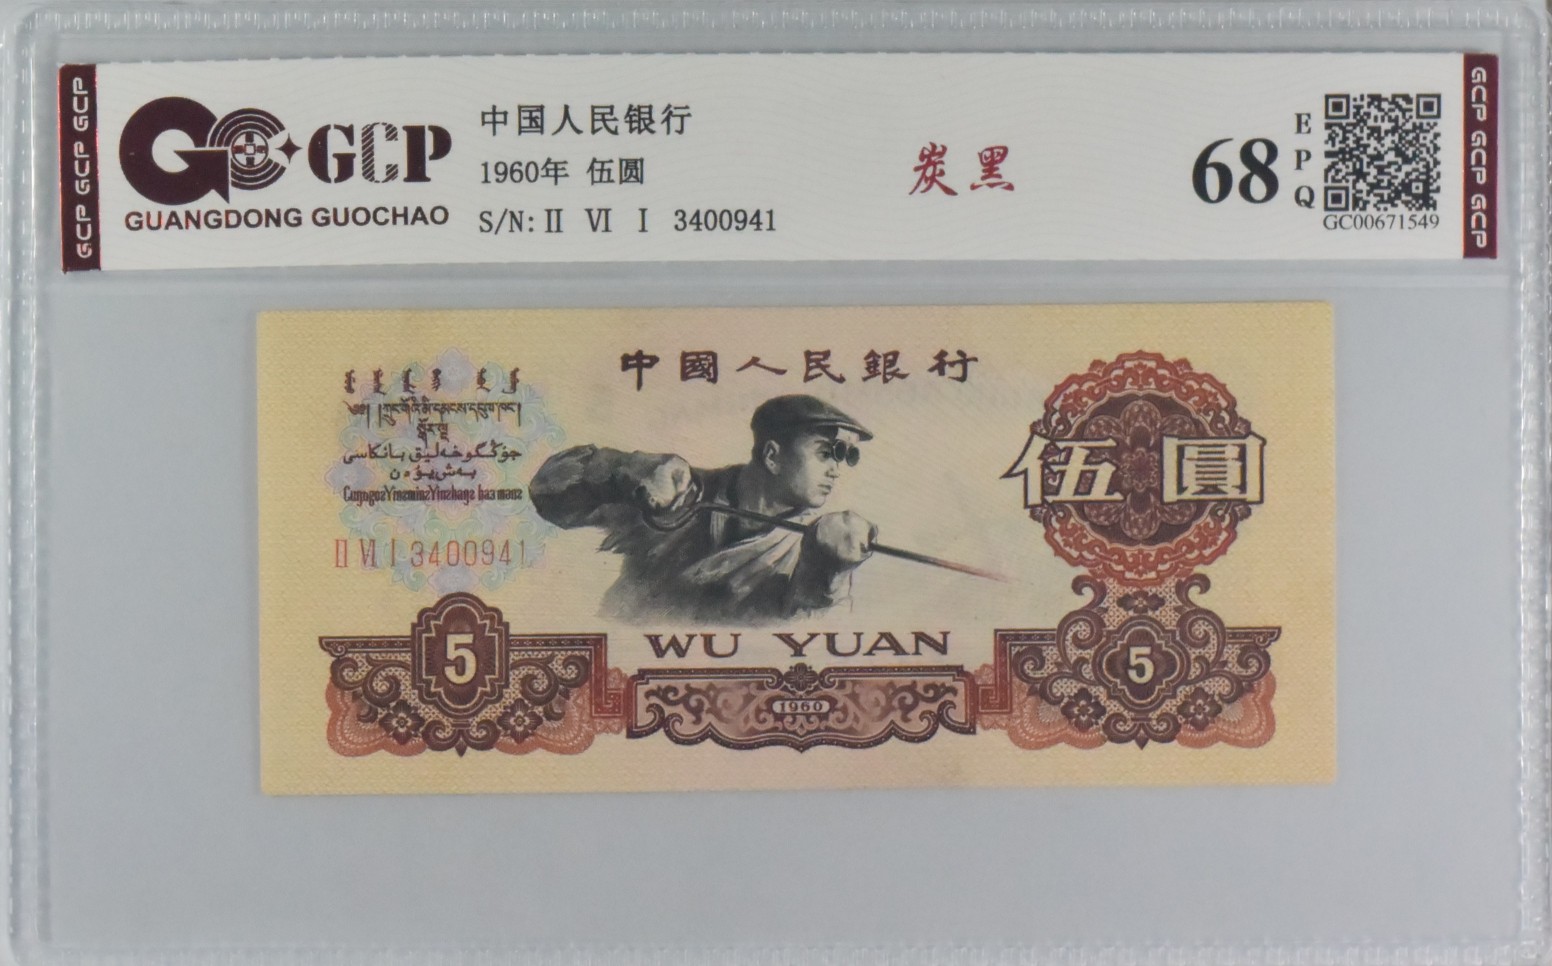 GCP GCP GCP
GCP
GUANGDONG GUOCHAO
中国人民银行
1960年 伍圆
S/N: II VI I 3400941
炭黑
68
EPQ
GC00671549
GCP GCP GCP
中國人民銀行
伍圓
II VI I 3400941
5
WU YUAN
5
1960